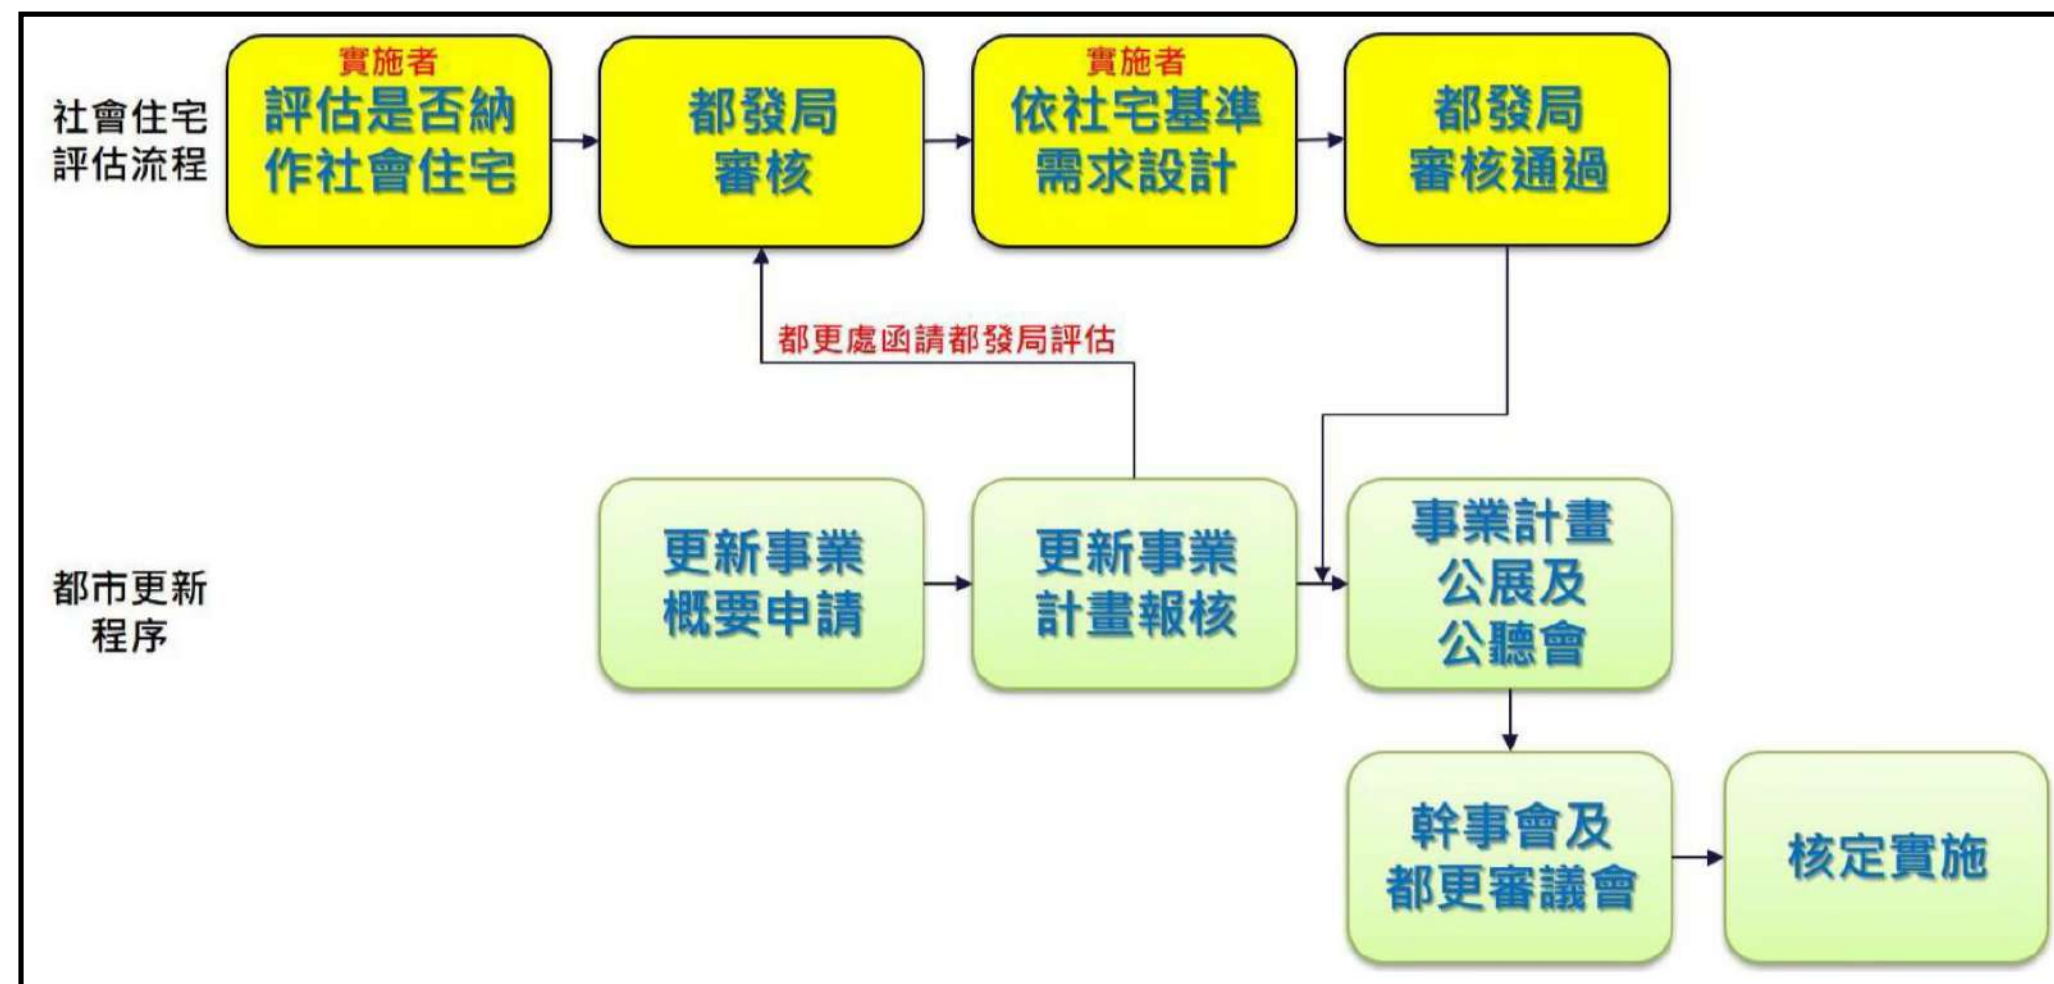 社會住宅
評估流程
實施者
評估是否納
作社會住宅
都發局
審核
實施者
依社宅基準
需求設計
都發局
審核通過
都更處函請都發局評估
都市更新
程序
更新事業
概要申請
更新事業
計畫報核
事業計畫
公展及
公聽會
幹事會及
都更審議會
核定實施